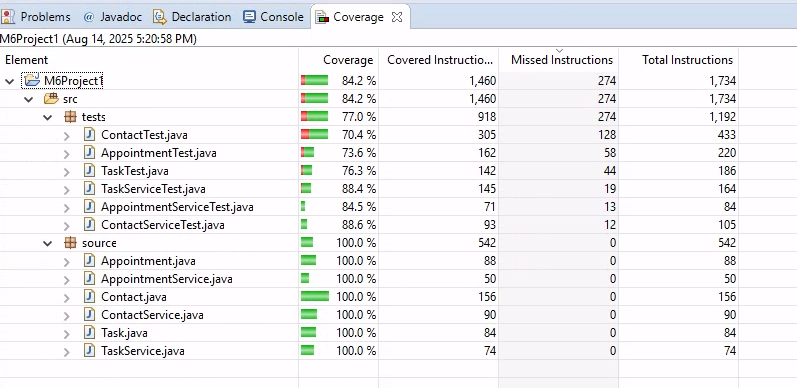 Problems @ Javadoc Declaration Console Coverage
M6Project1 (Aug 14, 2025 5:20:58 PM)
Element Coverage Covered Instructio... Missed Instructions Total Instructions
M6Project1 84.2 % 1,460 274 1,734
src 84.2 % 1,460 274 1,734
tests 77.0 % 918 274 1,192
ContactTest.java 70.4 % 305 128 433
AppointmentTest.java 73.6 % 162 58 220
TaskTest.java 76.3 % 142 44 186
TaskServiceTest.java 88.4 % 145 19 164
AppointmentServiceTest.java 84.5 % 71 13 84
ContactServiceTest.java 88.6 % 93 12 105
source 100.0 % 542 0 542
Appointment.java 100.0 % 88 0 88
AppointmentService.java 100.0 % 50 0 50
Contact.java 100.0 % 156 0 156
ContactService.java 100.0 % 90 0 90
Task.java 100.0 % 84 0 84
TaskService.java 100.0 % 74 0 74